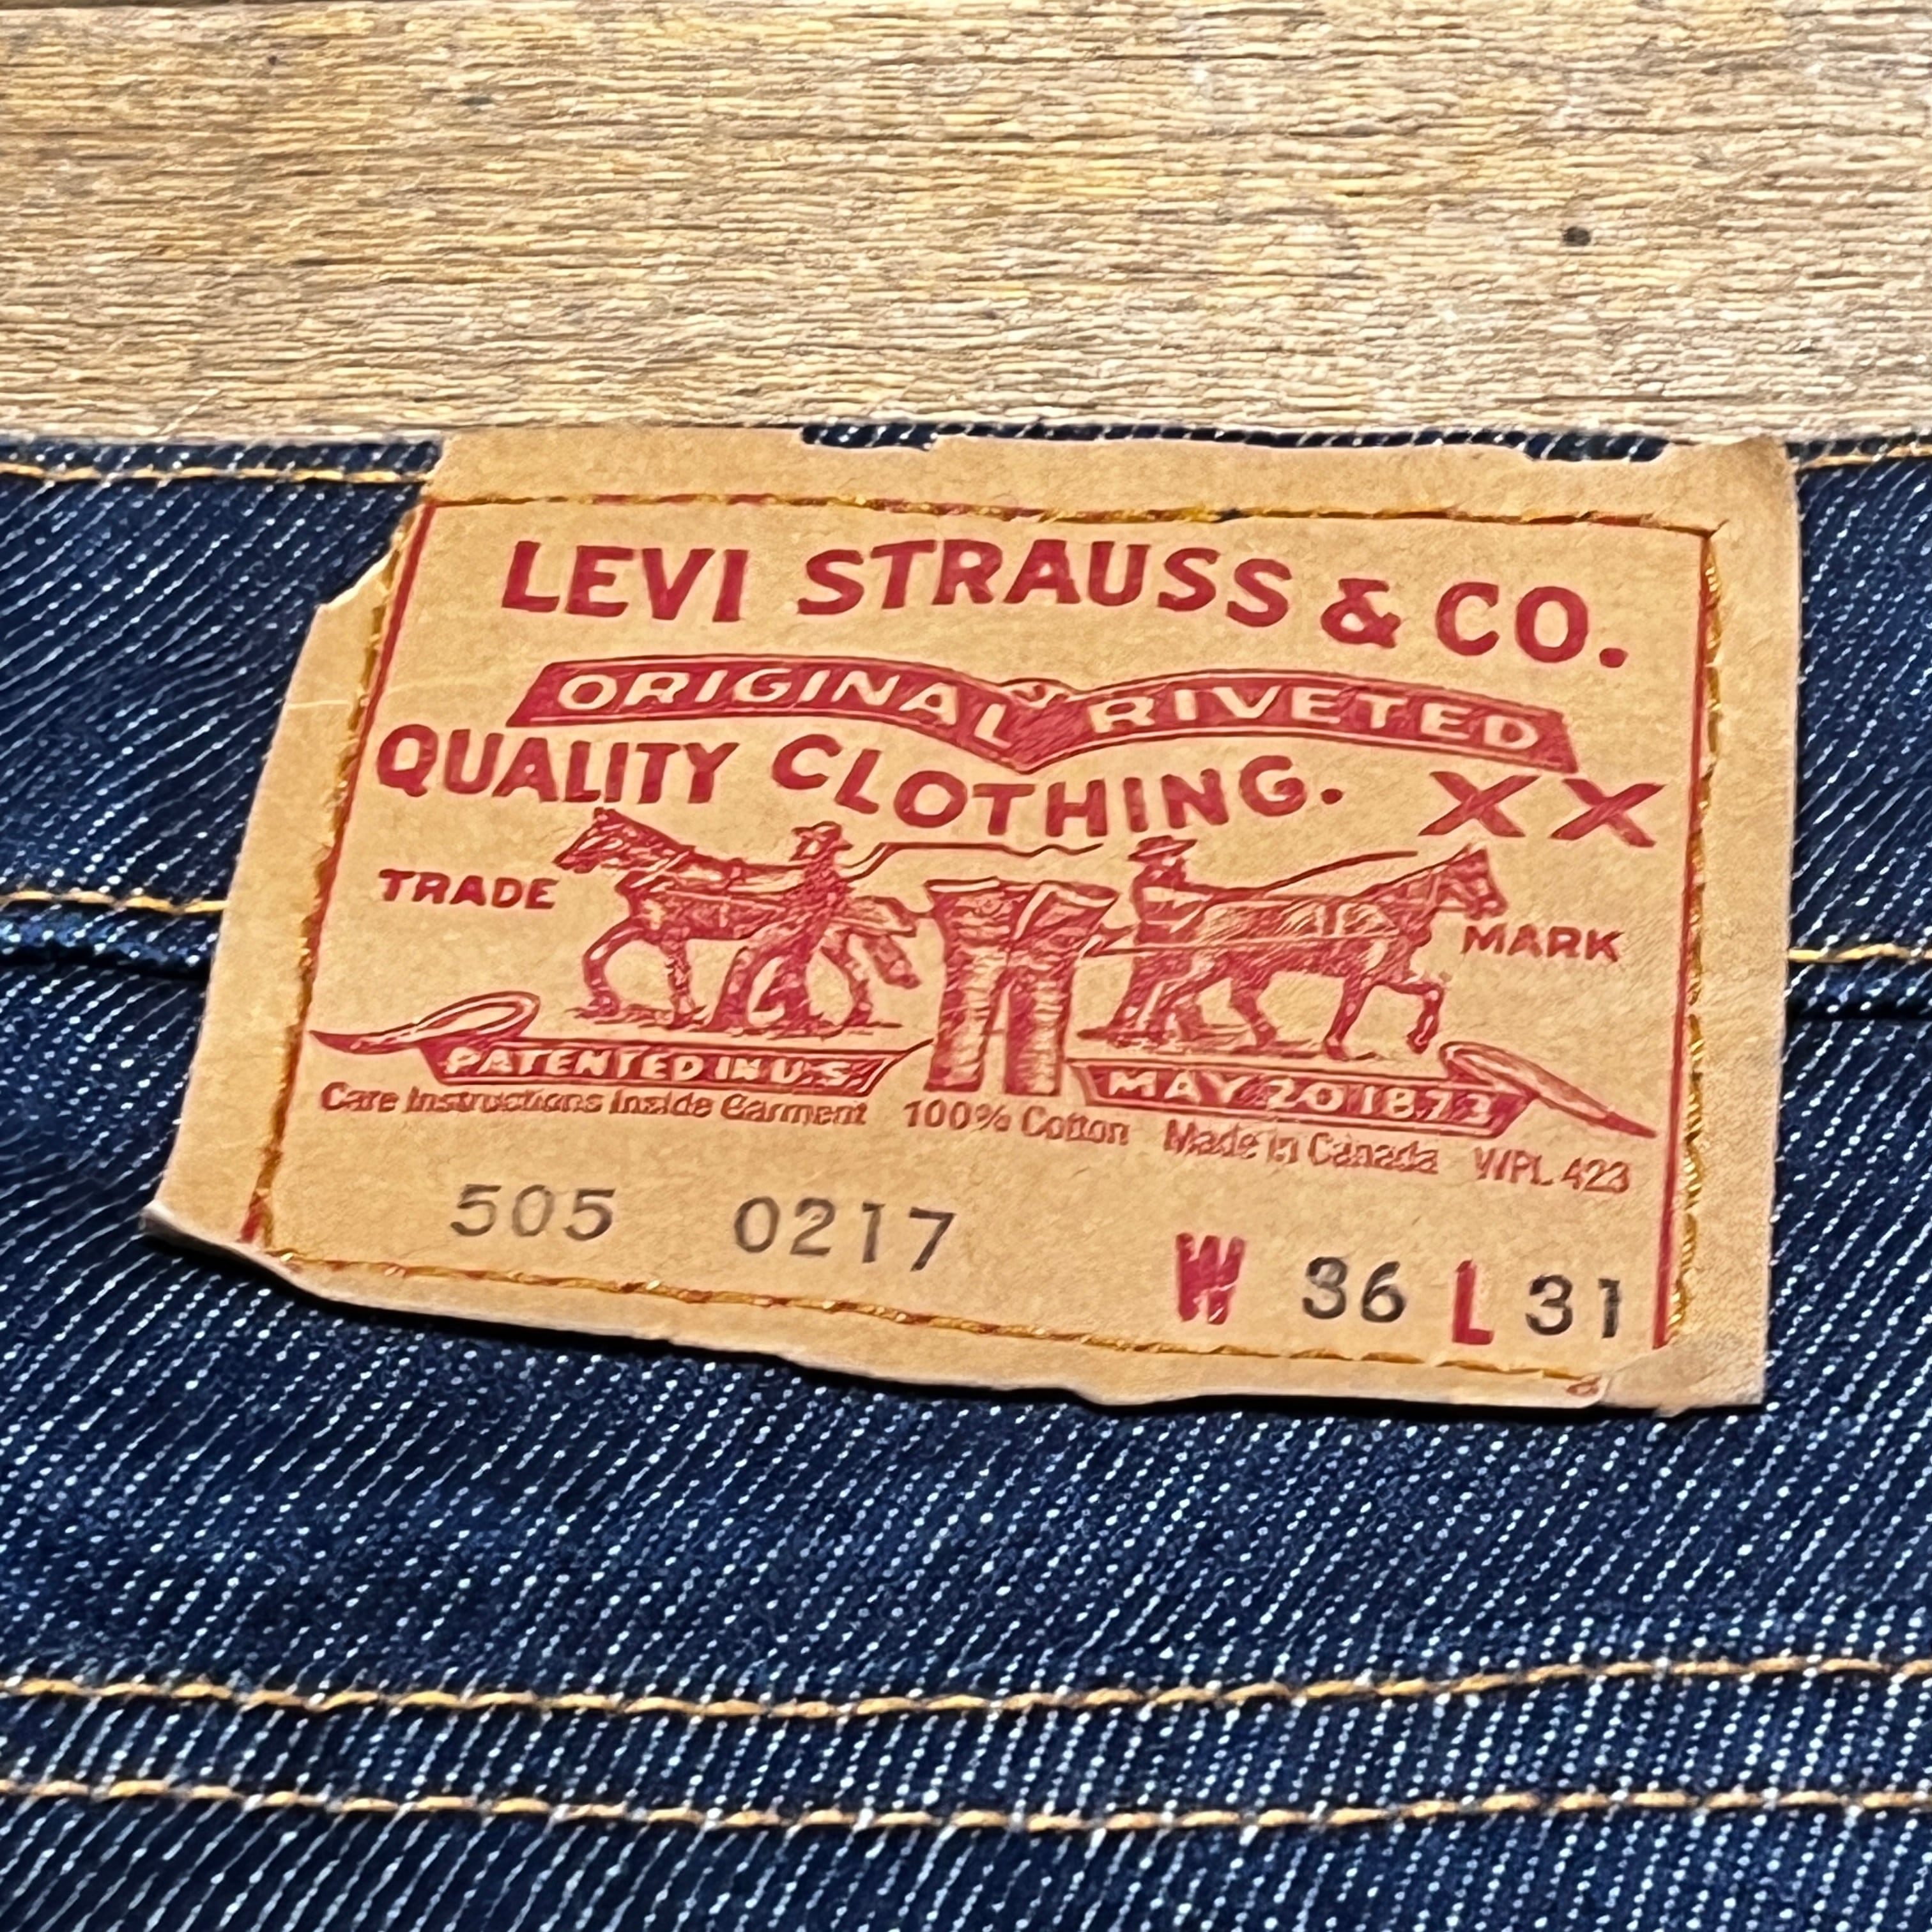 LEVI STRAUSS & CO.
ORIGINAL RIVETED
QUALITY CLOTHING. XX
TRADE MARK
PATENTED IN U.S. MAY 20 1873
Care Instructions Inside Garment 100% Cotton Made in Canada WPL 423
505 0217 W 36 L 31